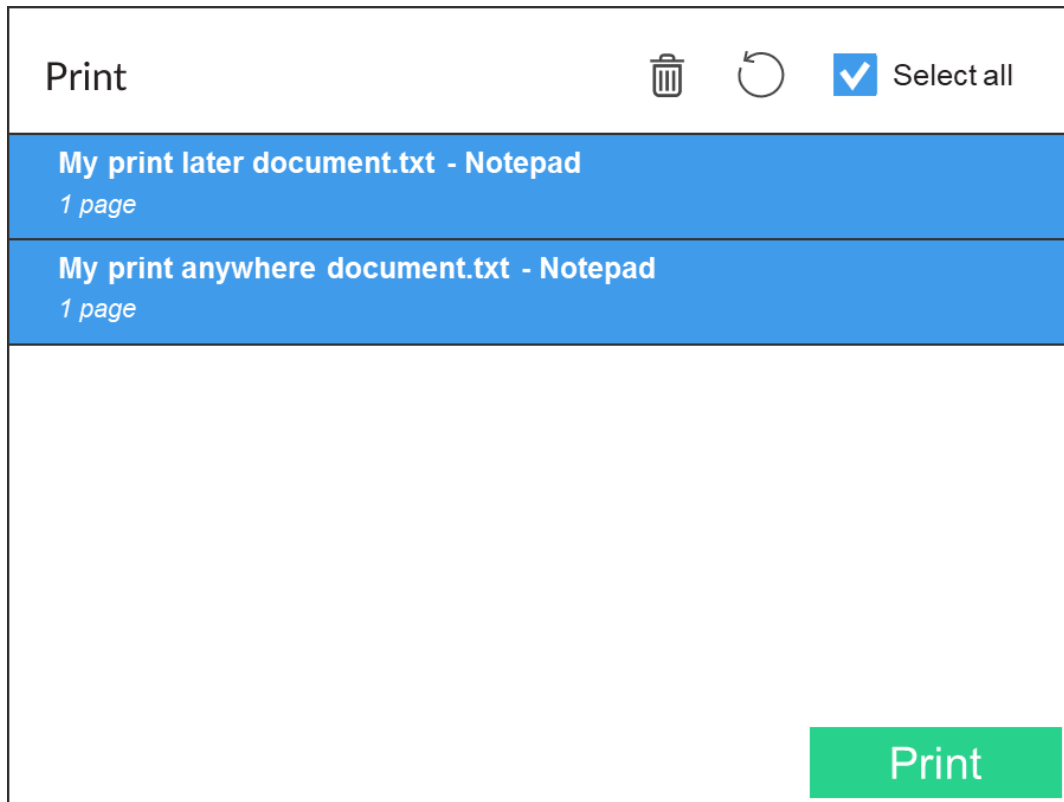 Print
Select all
My print later document.txt - Notepad
1 page
My print anywhere document.txt - Notepad
1 page
Print